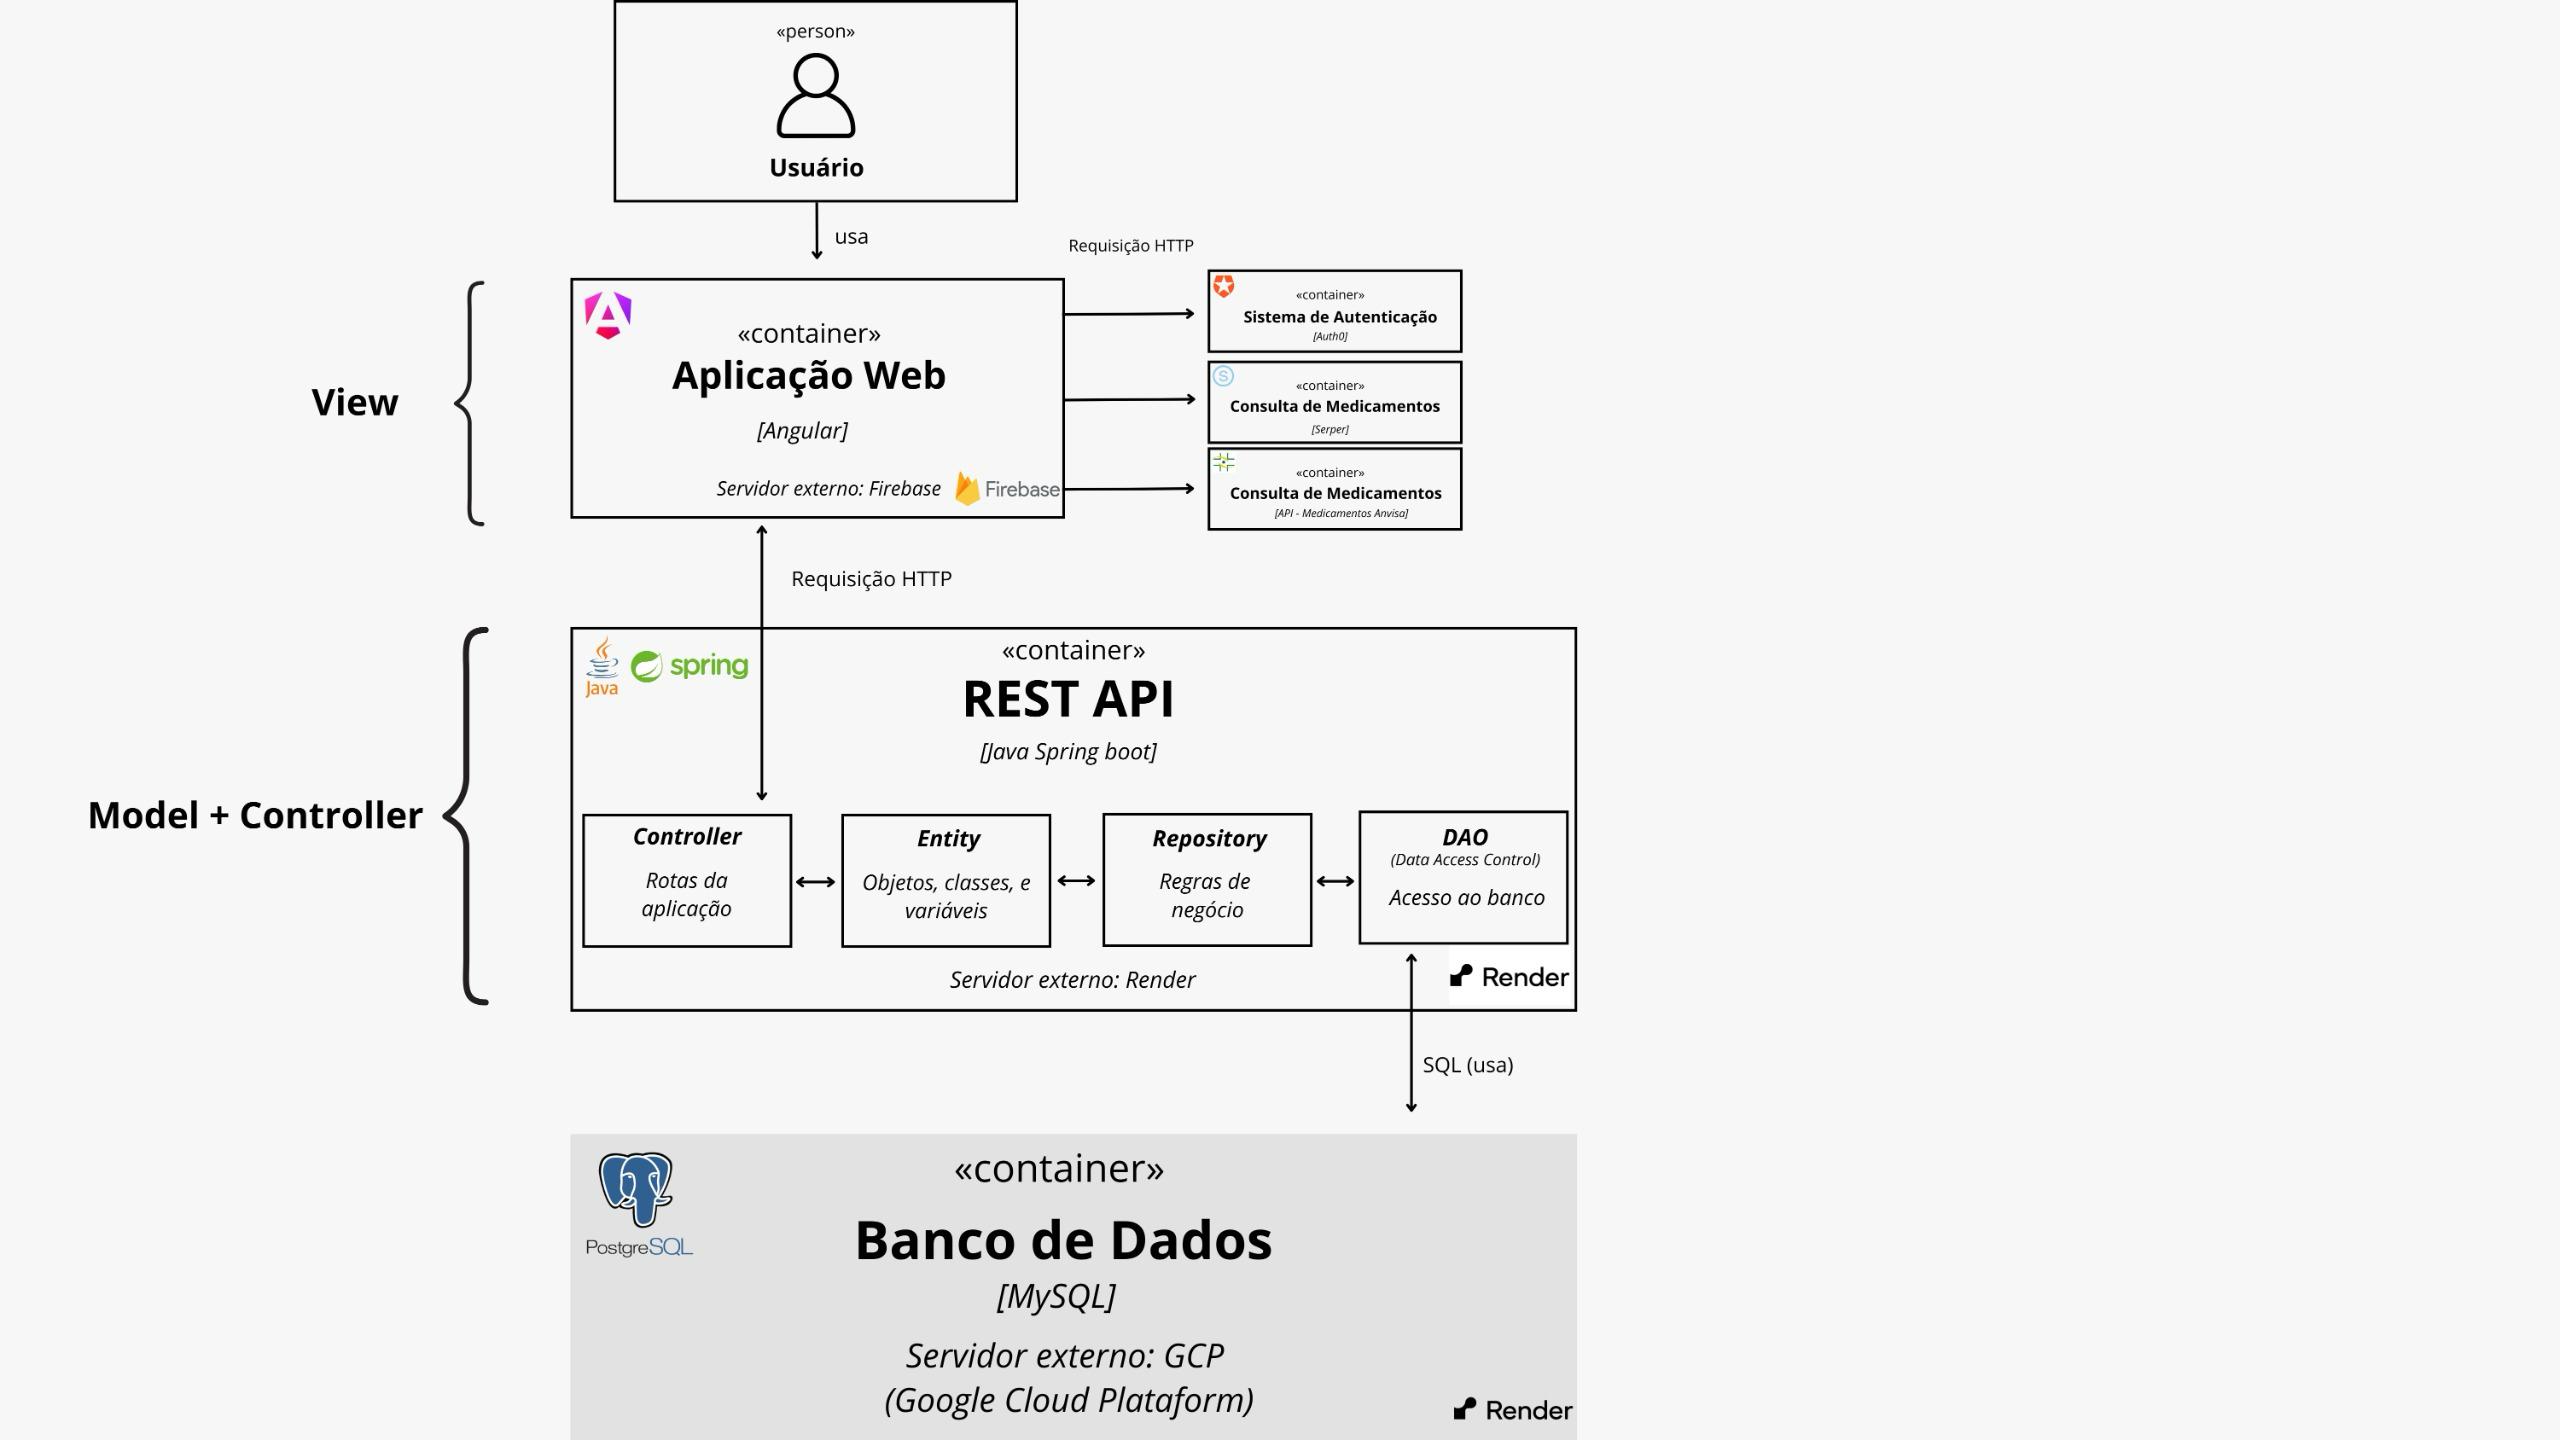 «person»
Usuário
usa
Requisição HTTP
View
«container»
Aplicação Web
[Angular]
Servidor externo: Firebase
Firebase
«container»
Sistema de Autenticação
[Auth0]
«container»
Consulta de Medicamentos
[Serper]
«container»
Consulta de Medicamentos
[API - Medicamentos Anvisa]
Requisição HTTP
Model + Controller
Java
spring
«container»
REST API
[Java Spring boot]
Controller
Rotas da
aplicação
Entity
Objetos, classes, e
variáveis
Repository
Regras de
negócio
DAO
(Data Access Control)
Acesso ao banco
Servidor externo: Render
Render
SQL (usa)
PostgreSQL
«container»
Banco de Dados
[MySQL]
Servidor externo: GCP
(Google Cloud Plataform)
Render